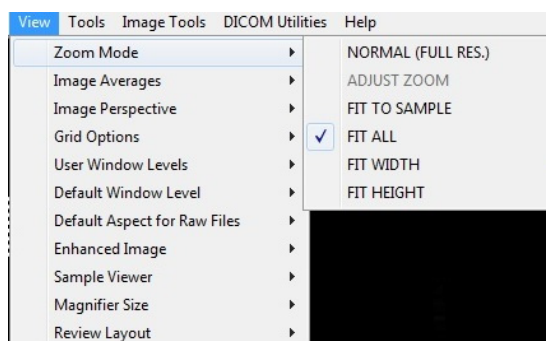 View Tools Image Tools DICOM Utilities Help
Zoom Mode
Image Averages
Image Perspective
Grid Options
User Window Levels
Default Window Level
Default Aspect for Raw Files
Enhanced Image
Sample Viewer
Magnifier Size
Review Layout
NORMAL (FULL RES.)
ADJUST ZOOM
FIT TO SAMPLE
FIT ALL
FIT WIDTH
FIT HEIGHT